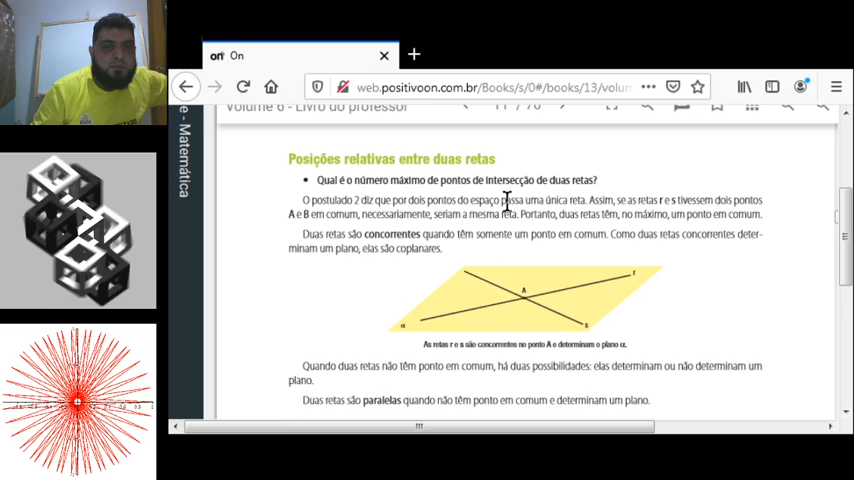 on On
web.positivoon.com.br/Books/s/0#/books/13/volum
Volume 6 - Livro do professor
11 / 70
e - Matemática
Posições relativas entre duas retas
• Qual é o número máximo de pontos de intersecção de duas retas?
O postulado 2 diz que por dois pontos do espaço passa uma única reta. Assim, se as retas r e s tivessem dois pontos
A e B em comum, necessariamente, seriam a mesma reta. Portanto, duas retas têm, no máximo, um ponto em comum.
Duas retas são concorrentes quando têm somente um ponto em comum. Como duas retas concorrentes deter-
minam um plano, elas são coplanares.
A
r
α
s
As retas r e s são concorrentes no ponto A e determinam o plano α.
Quando duas retas não têm ponto em comum, há duas possibilidades: elas determinam ou não determinam um
plano.
Duas retas são paralelas quando não têm ponto em comum e determinam um plano.